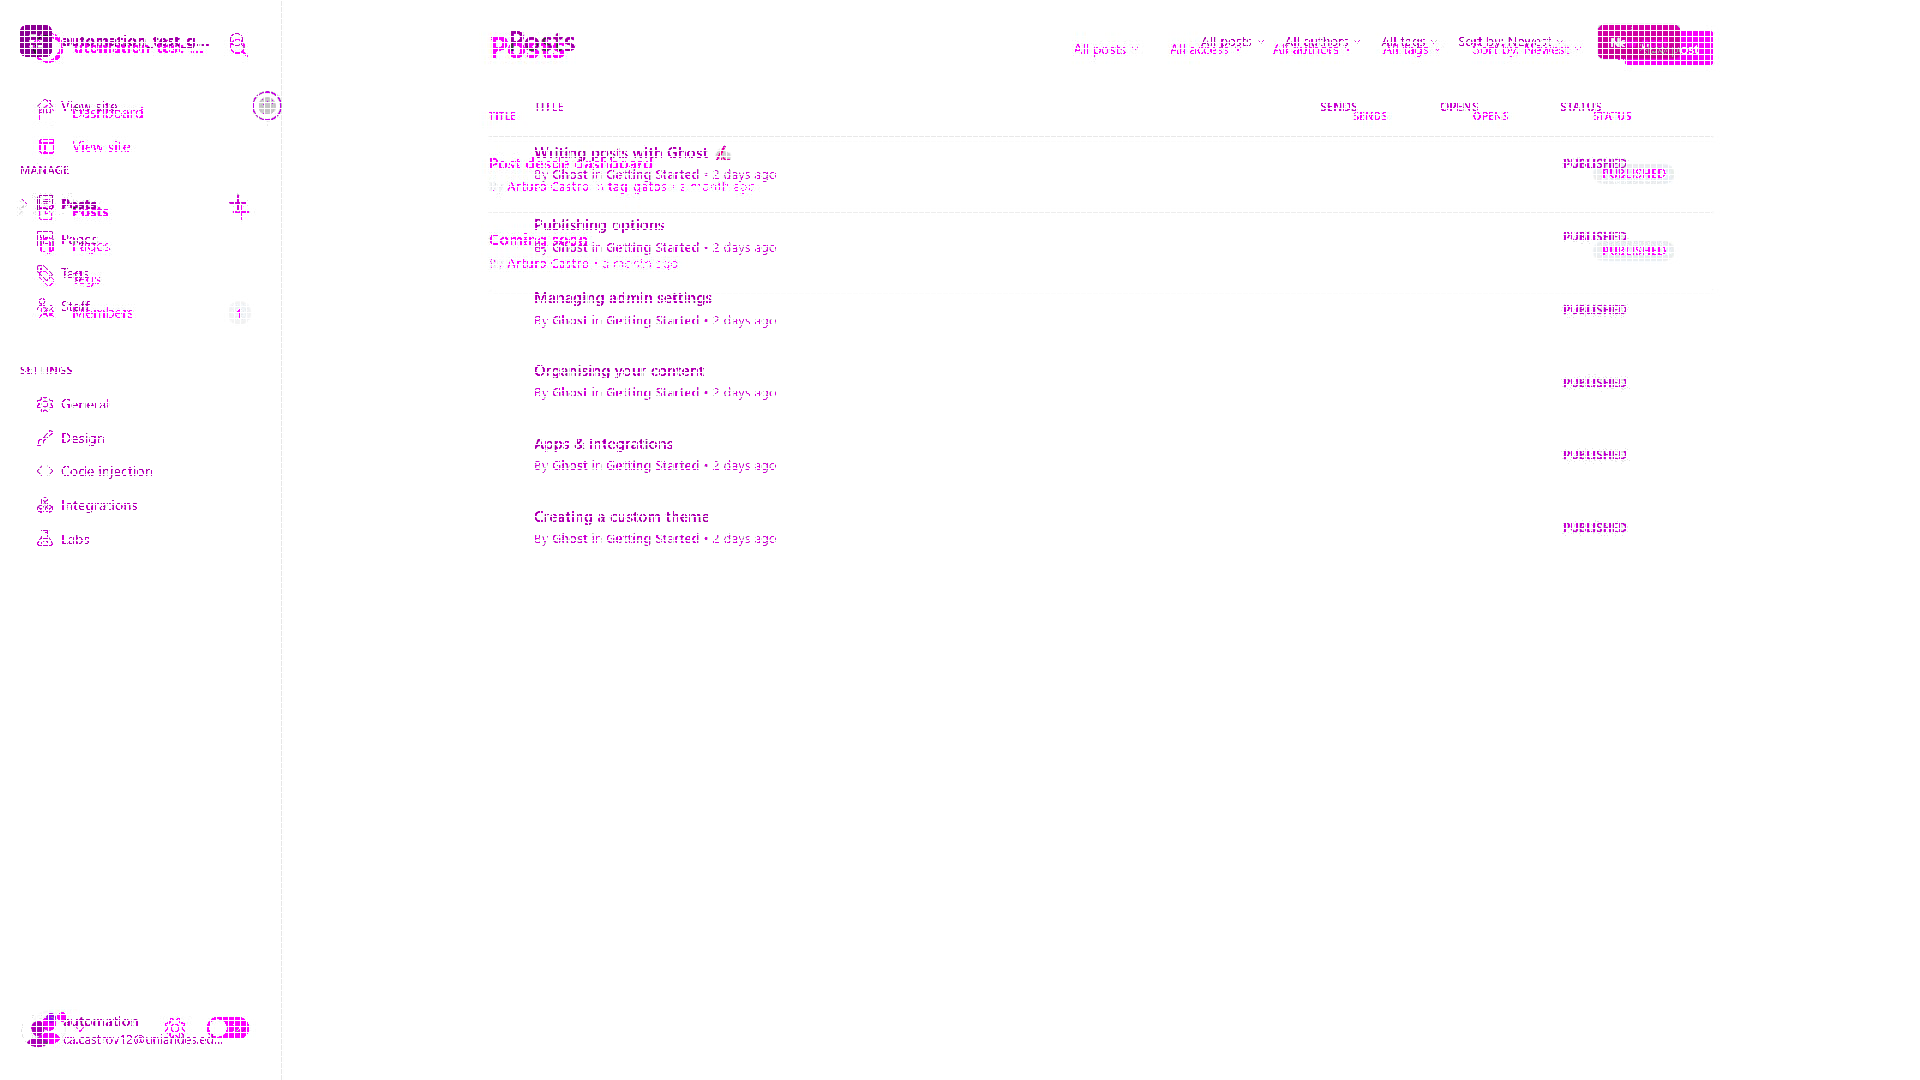 automation_test_g...
Posts
All posts All authors All tags Sort by: Newest
All posts All access All authors All tags Sort by: Newest
View site
Dashboard
View site
MANAGE
Posts
Posts
Pages
Pages
Tags
Tags
Staff
Members 1
SETTINGS
General
Design
Code injection
Integrations
Labs
automation
TITLE SENDS OPENS STATUS
TITLE SENDS OPENS STATUS
Writing posts with Ghost
By Ghost in Getting Started • 2 days ago
PUBLISHED
Post desde dashboard
Arturo Castro in tag-gatos • a month ago
PUBLISHED
Publishing options
By Ghost in Getting Started • 2 days ago
PUBLISHED
Coming soon
Arturo Castro • a month ago
PUBLISHED
Managing admin settings
By Ghost in Getting Started • 2 days ago
PUBLISHED
Organising your content
By Ghost in Getting Started • 2 days ago
PUBLISHED
Apps & integrations
By Ghost in Getting Started • 2 days ago
PUBLISHED
Creating a custom theme
By Ghost in Getting Started • 2 days ago
PUBLISHED